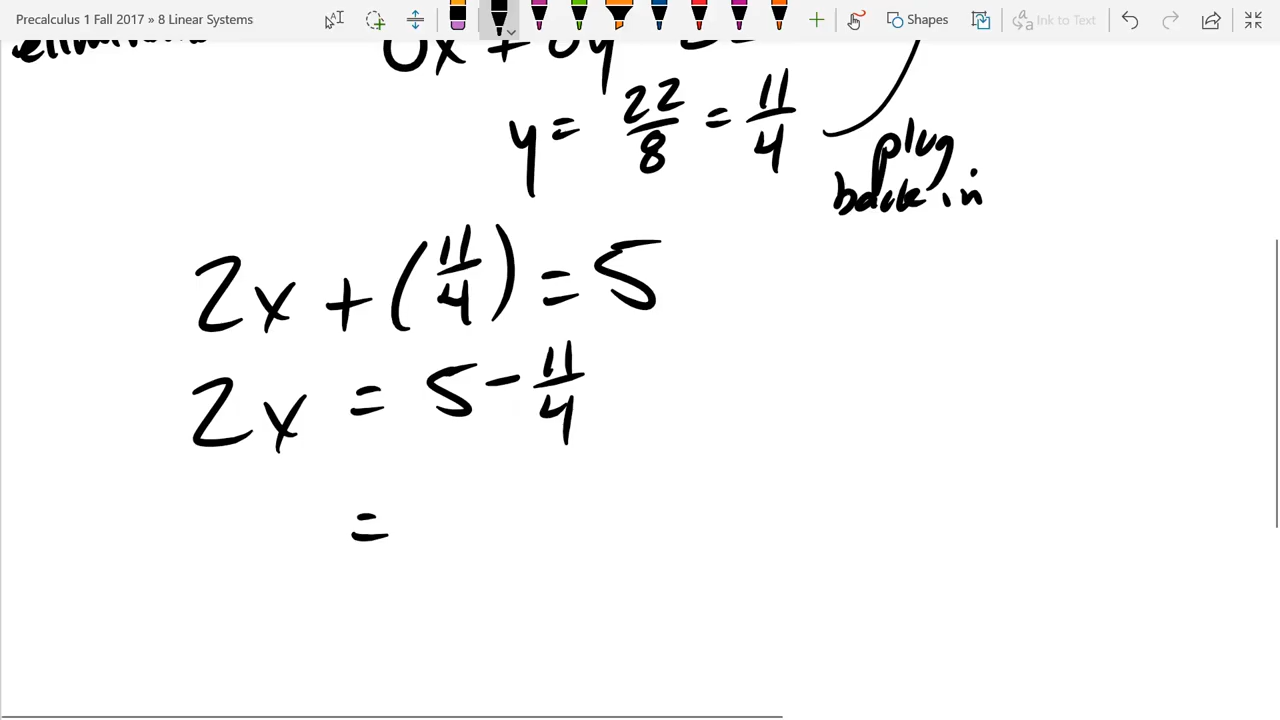 Precalculus 1 Fall 2017 » 8 Linear Systems
Shapes
Ink to Text
y = 22/8 = 11/4
plug
back in
2x + (11/4) = 5
2x = 5 - 11/4
=